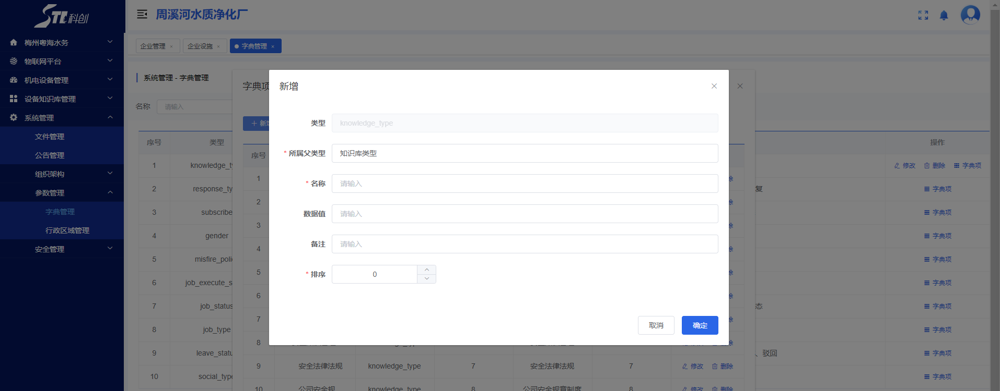 STL科创
周溪河水质净化厂
梅州粤海水务
物联网平台
机电设备管理
设备知识库管理
系统管理
文件管理
公告管理
组织架构
参数管理
字典管理
行政区域管理
安全管理
企业管理 ×
企业设施 ×
字典管理 ×
系统管理 - 字典管理
名称 请输入
序号 类型 操作
1 knowledge_ty 修改 删除 字典项
2 response_ty 复 字典项
3 subscribe 字典项
4 gender 字典项
5 misfire_poli 字典项
6 job_execute_s 字典项
7 job_status 态 字典项
8 job_type 字典项
9 leave_statu 、驳回 字典项
10 social_type 字典项
字典项
+ 新增
序号
1 除
2 除
3 除
4 除
5 除
6 除
7 除
8 除
9 安全法律法规 knowledge_type 7 安全法律法规 7 修改 删除
10 公司安全规 knowledge_type 8 公司安全规章制度 8 修改 删除
新增
类型 knowledge_type
* 所属父类型 知识库类型
* 名称 请输入
数据值 请输入
备注 请输入
* 排序 0
取消 确定